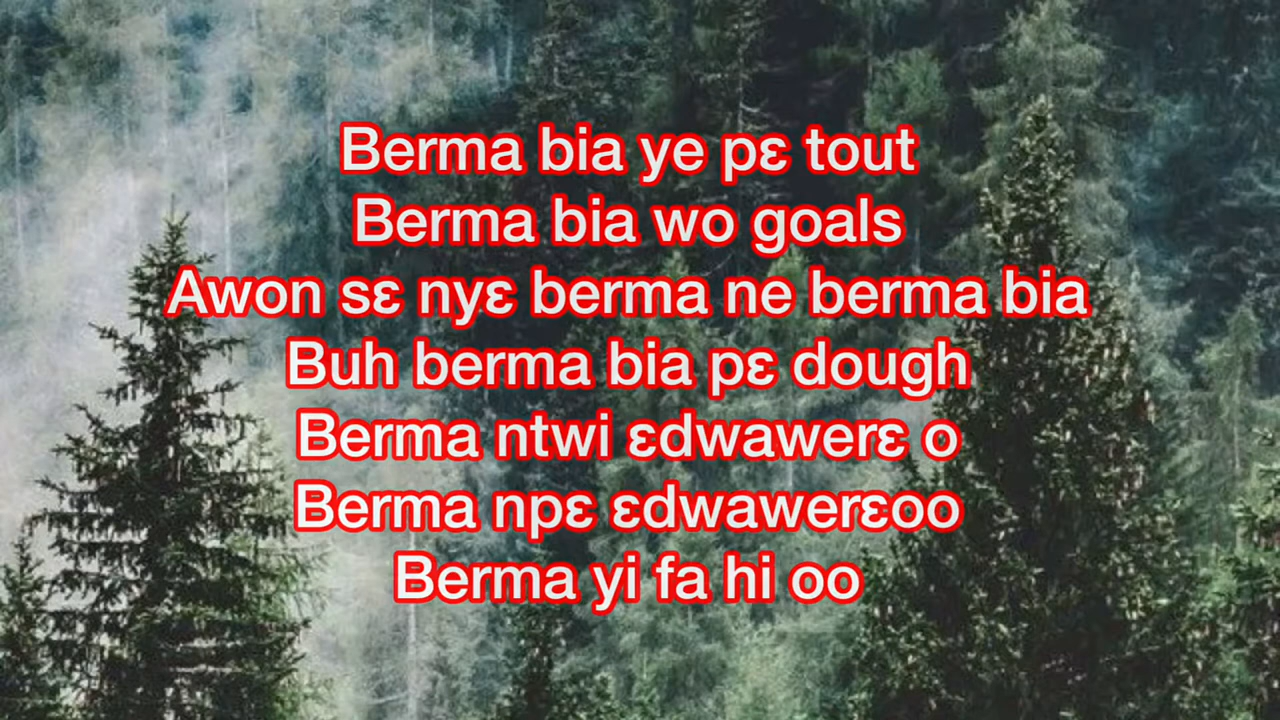 Berma bia ye pɛ tout
Berma bia wo goals
Awon sɛ nyɛ berma ne berma bia
Buh berma bia pɛ dough
Berma ntwi ɛdwawerɛ o
Berma npɛ ɛdwawerɛoo
Berma yi fa hi oo